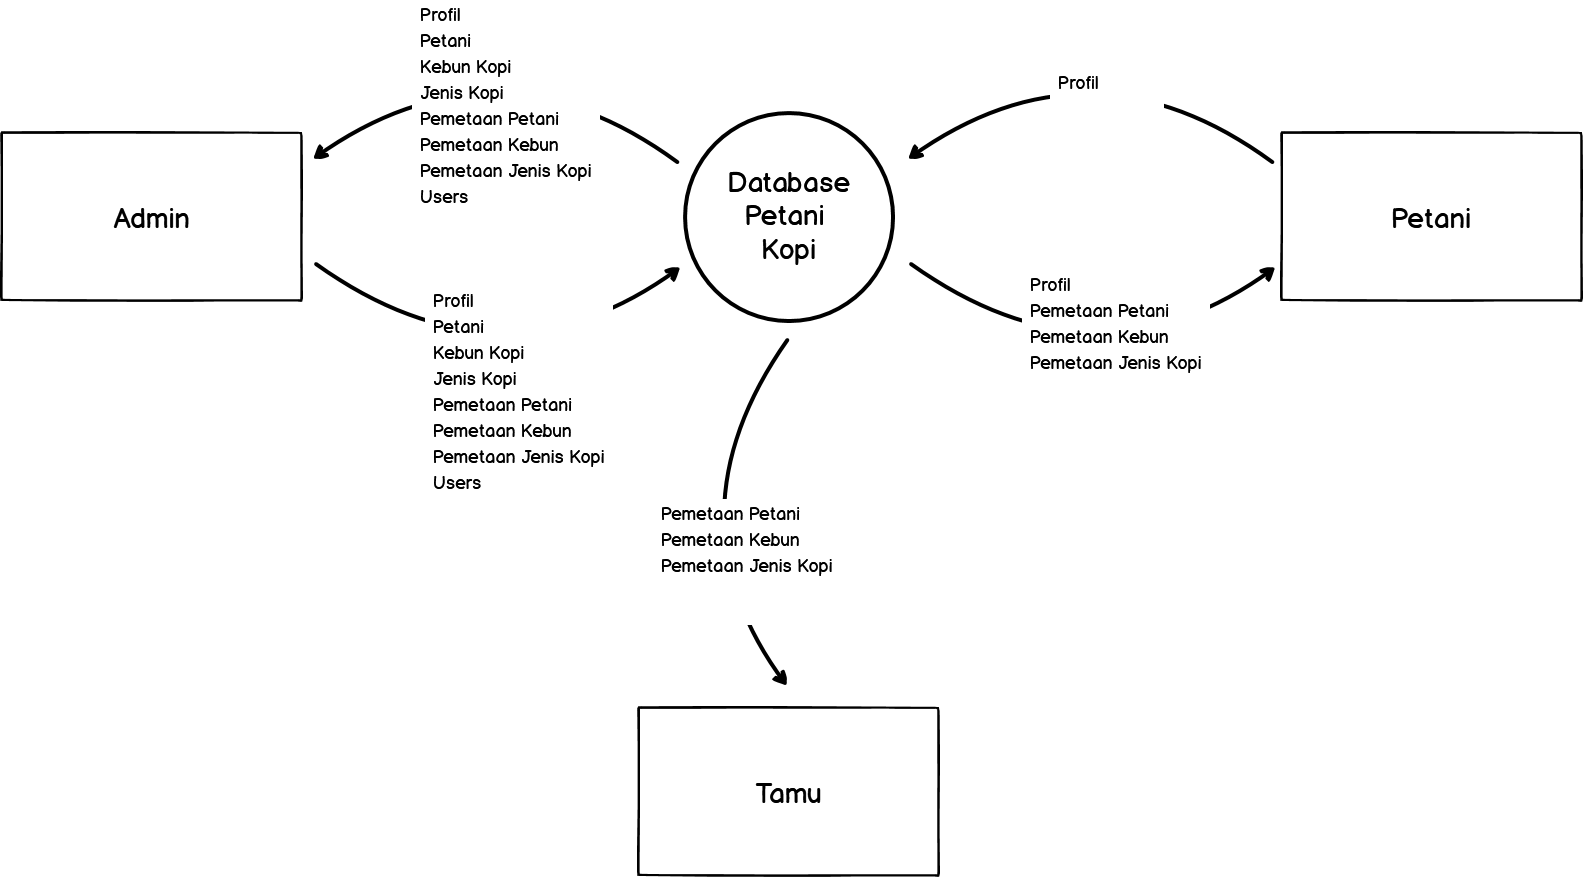 Profil
Petani
Kebun Kopi
Jenis Kopi
Pemetaan Petani
Pemetaan Kebun
Pemetaan Jenis Kopi
Users
Profil
Admin
Database
Petani
Kopi
Petani
Profil
Petani
Kebun Kopi
Jenis Kopi
Pemetaan Petani
Pemetaan Kebun
Pemetaan Jenis Kopi
Users
Profil
Pemetaan Petani
Pemetaan Kebun
Pemetaan Jenis Kopi
Pemetaan Petani
Pemetaan Kebun
Pemetaan Jenis Kopi
Tamu